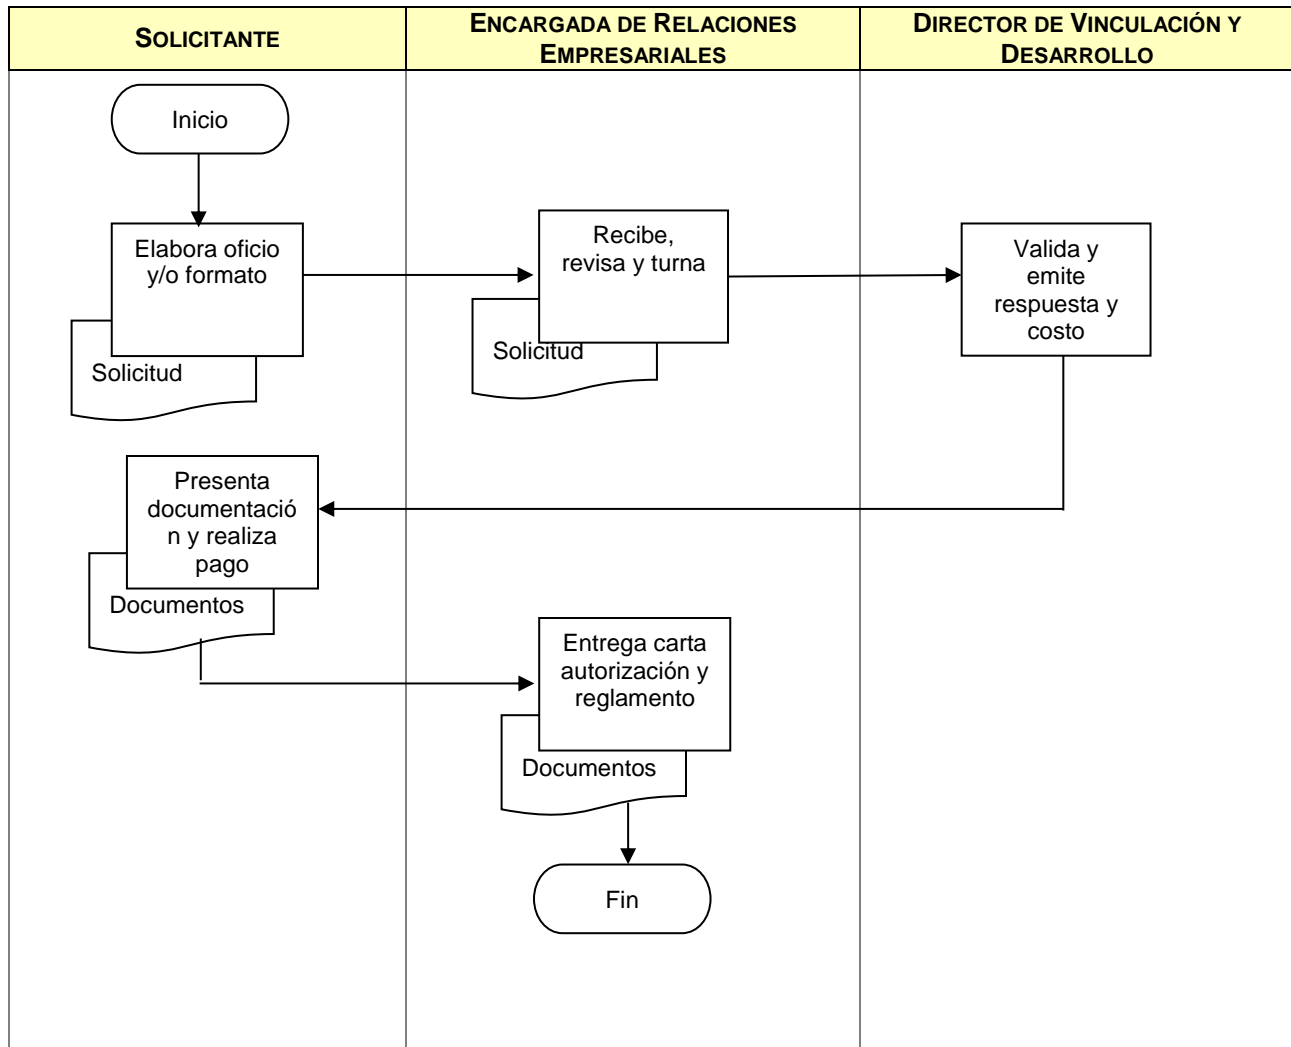 SOLICITANTE
ENCARGADA DE RELACIONES
EMPRESARIALES
DIRECTOR DE VINCULACIÓN Y
DESARROLLO
Inicio
Elabora oficio
y/o formato
Solicitud
Recibe,
revisa y turna
Solicitud
Valida y
emite
respuesta y
costo
Presenta
documentació
n y realiza
pago
Documentos
Entrega carta
autorización y
reglamento
Documentos
Fin